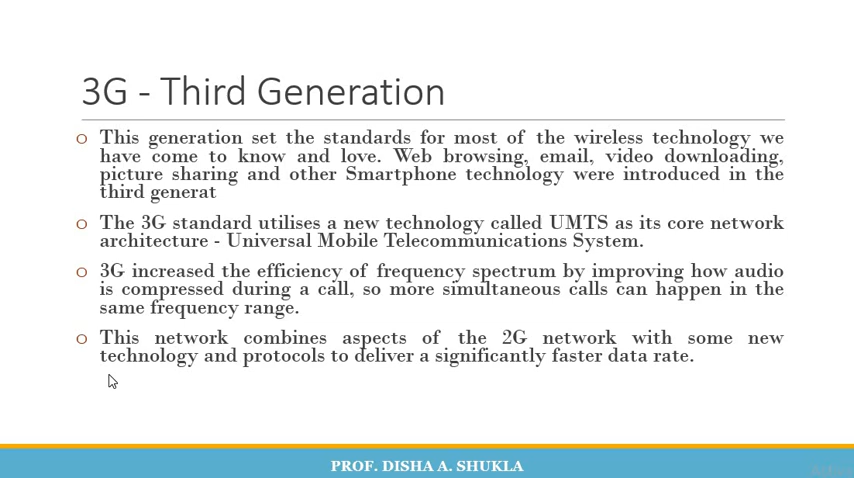 3G - Third Generation
o This generation set the standards for most of the wireless technology we
have come to know and love. Web browsing, email, video downloading,
picture sharing and other Smartphone technology were introduced in the
third generat
o The 3G standard utilises a new technology called UMTS as its core network
architecture - Universal Mobile Telecommunications System.
o 3G increased the efficiency of frequency spectrum by improving how audio
is compressed during a call, so more simultaneous calls can happen in the
same frequency range.
o This network combines aspects of the 2G network with some new
technology and protocols to deliver a significantly faster data rate.
PROF. DISHA A. SHUKLA